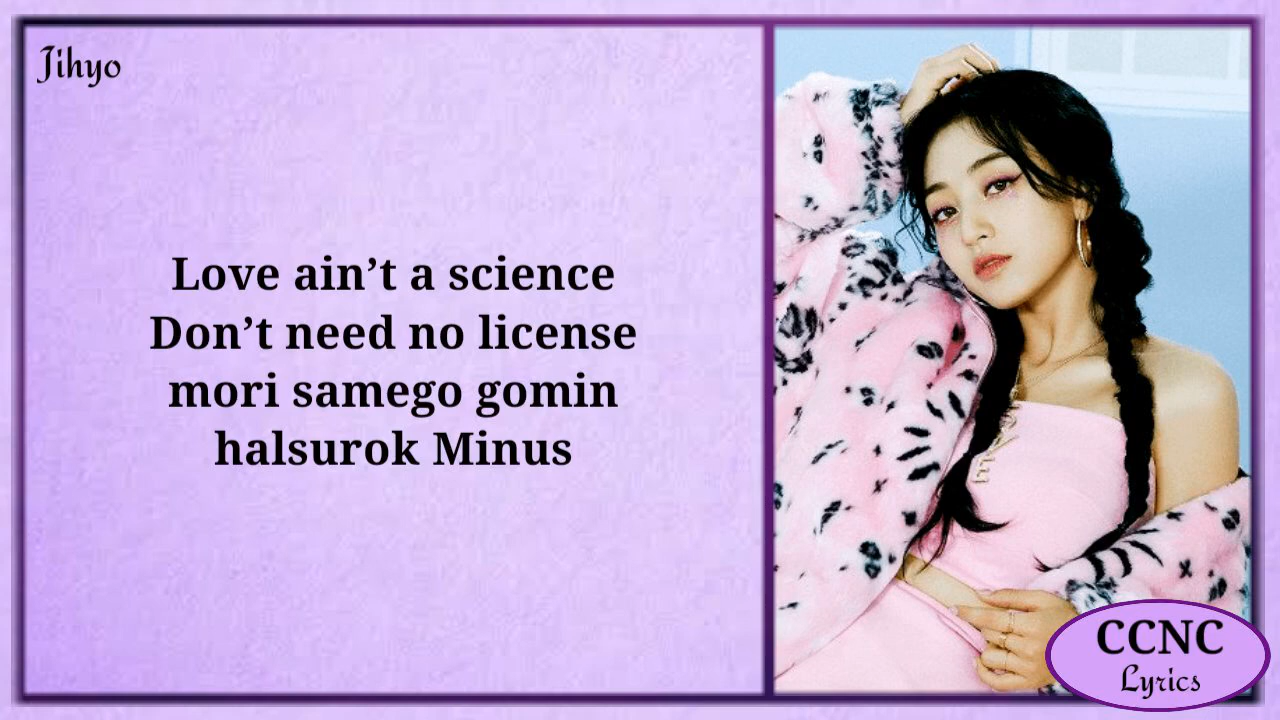 Jihyo
Love ain’t a science
Don’t need no license
mori samego gomin
halsurok Minus
CCNC
Lyrics